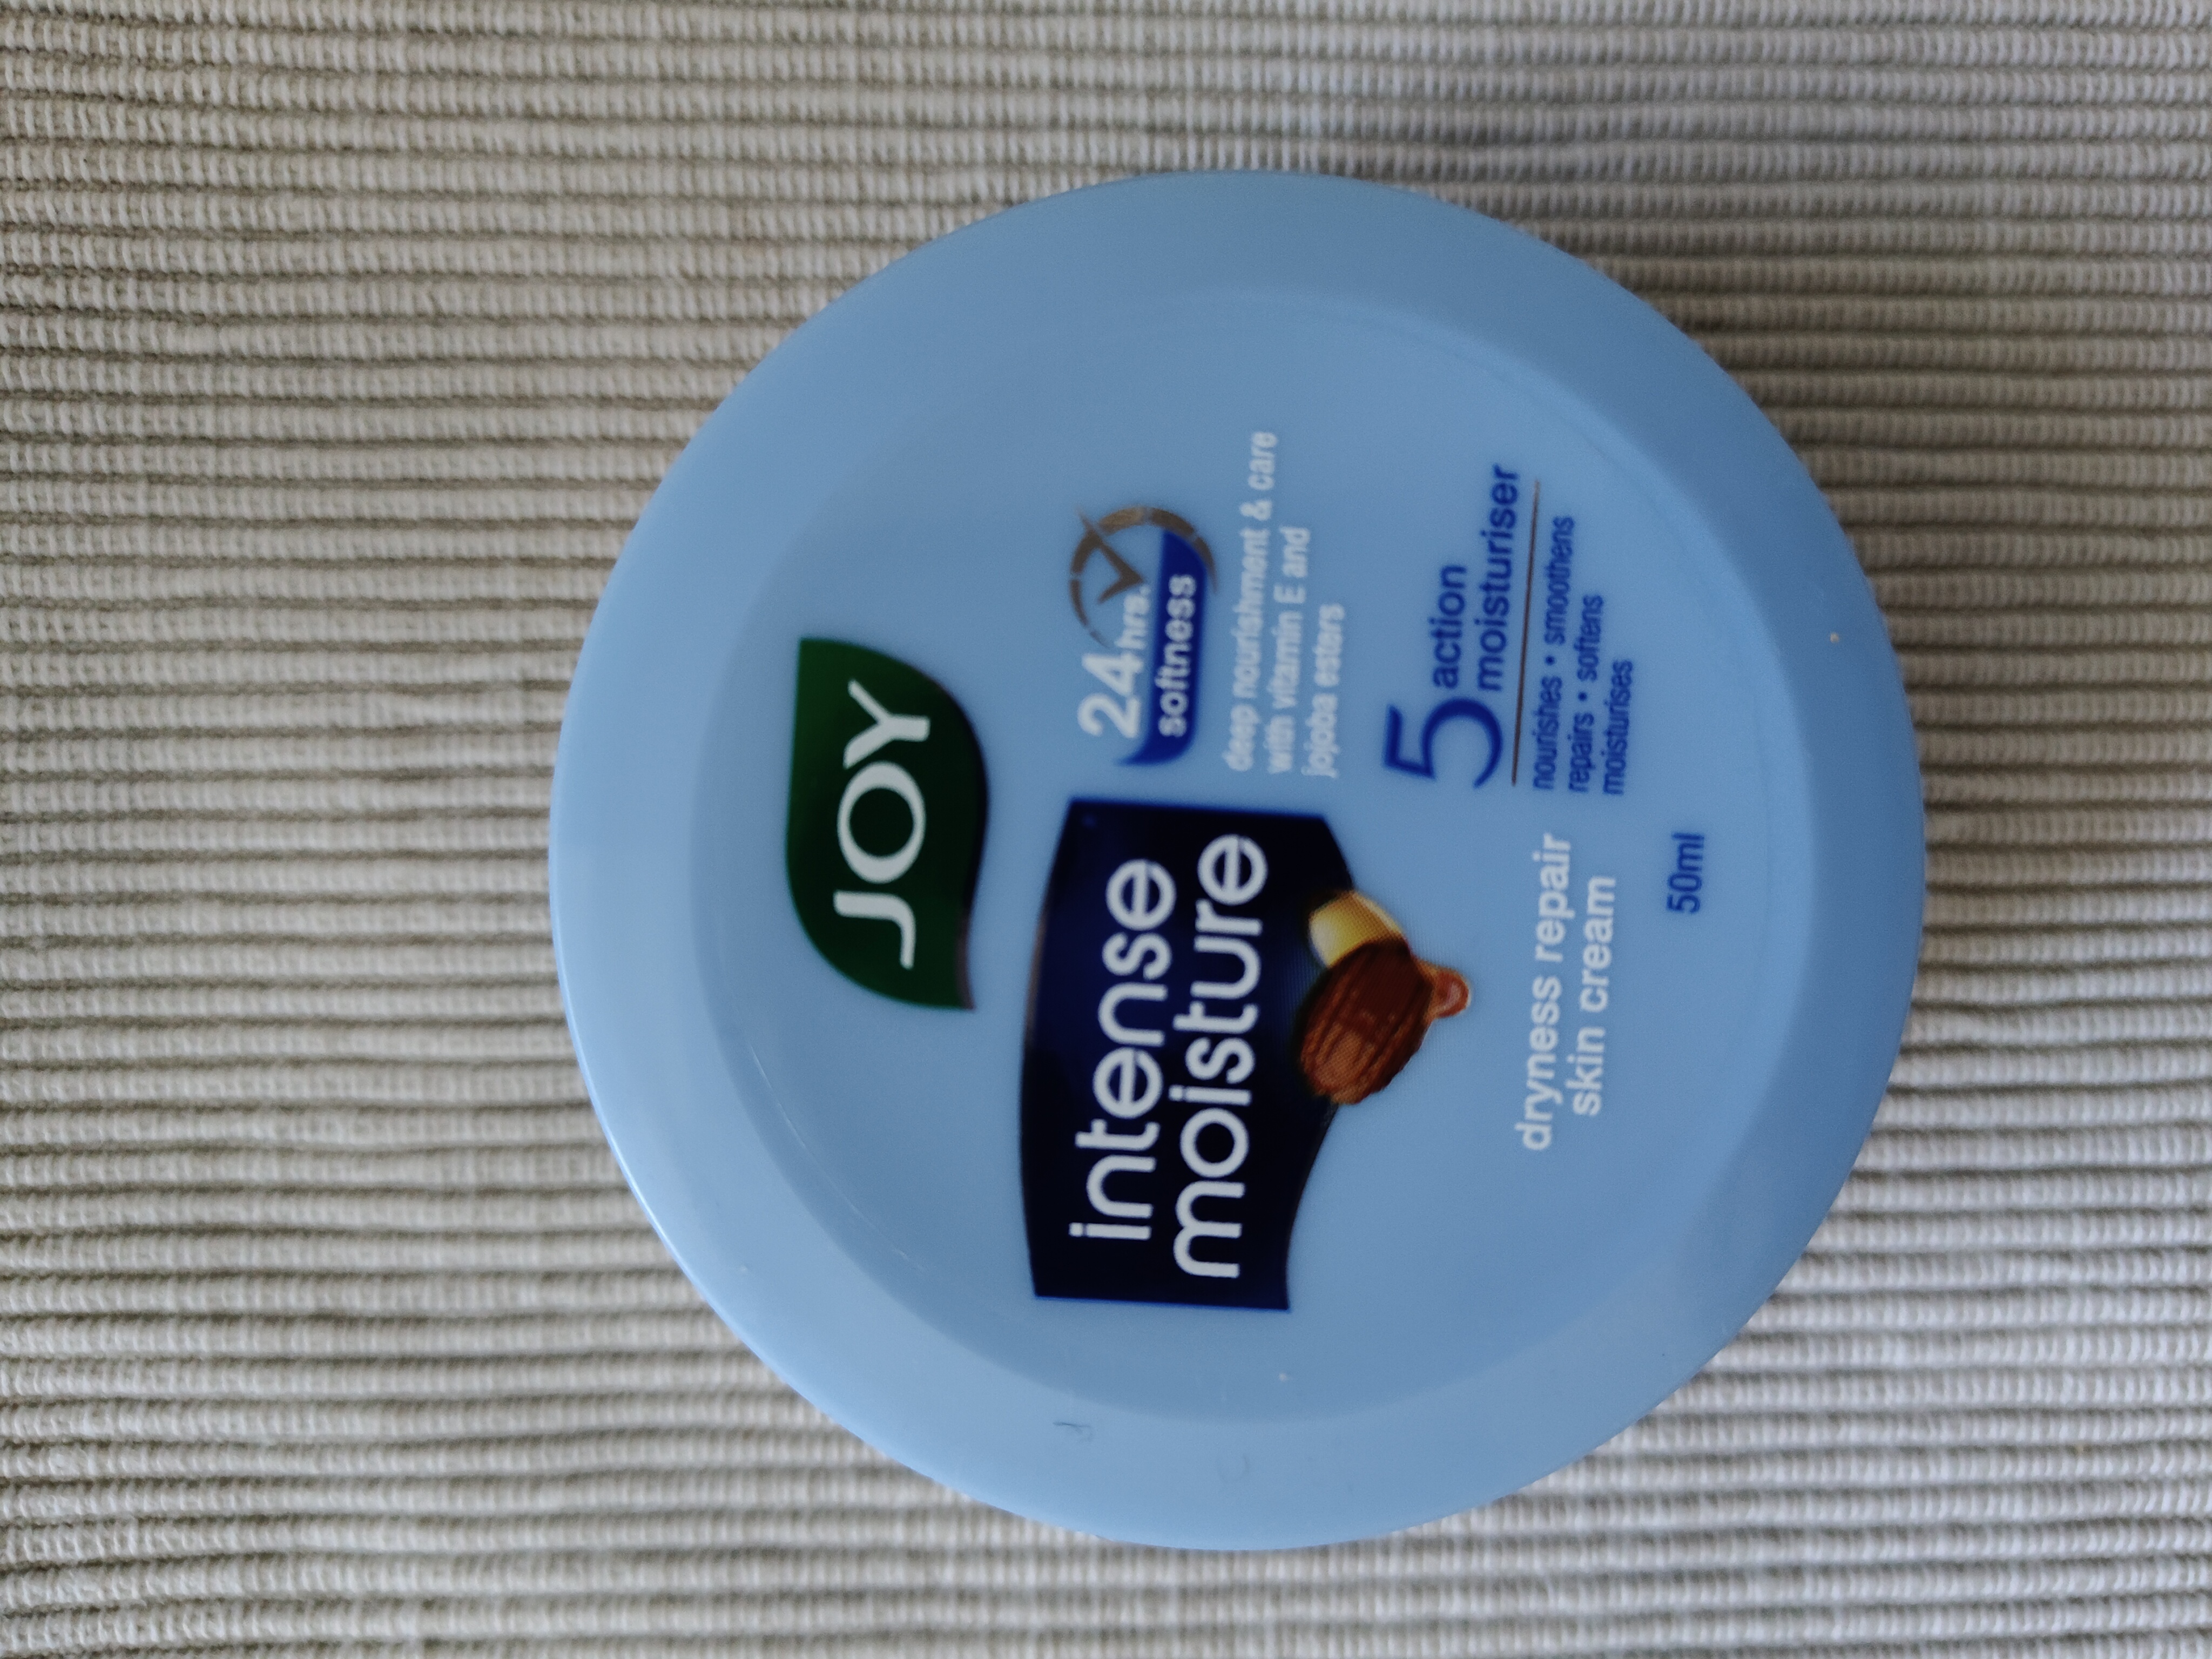 JOY
intense
moisture
24hrs.
softness
deep nourishment & care
with vitamin E and
jojoba esters
5 action
moisturiser
nourishes • smoothens
repairs • softens
moisturises
dryness repair
skin cream
50ml